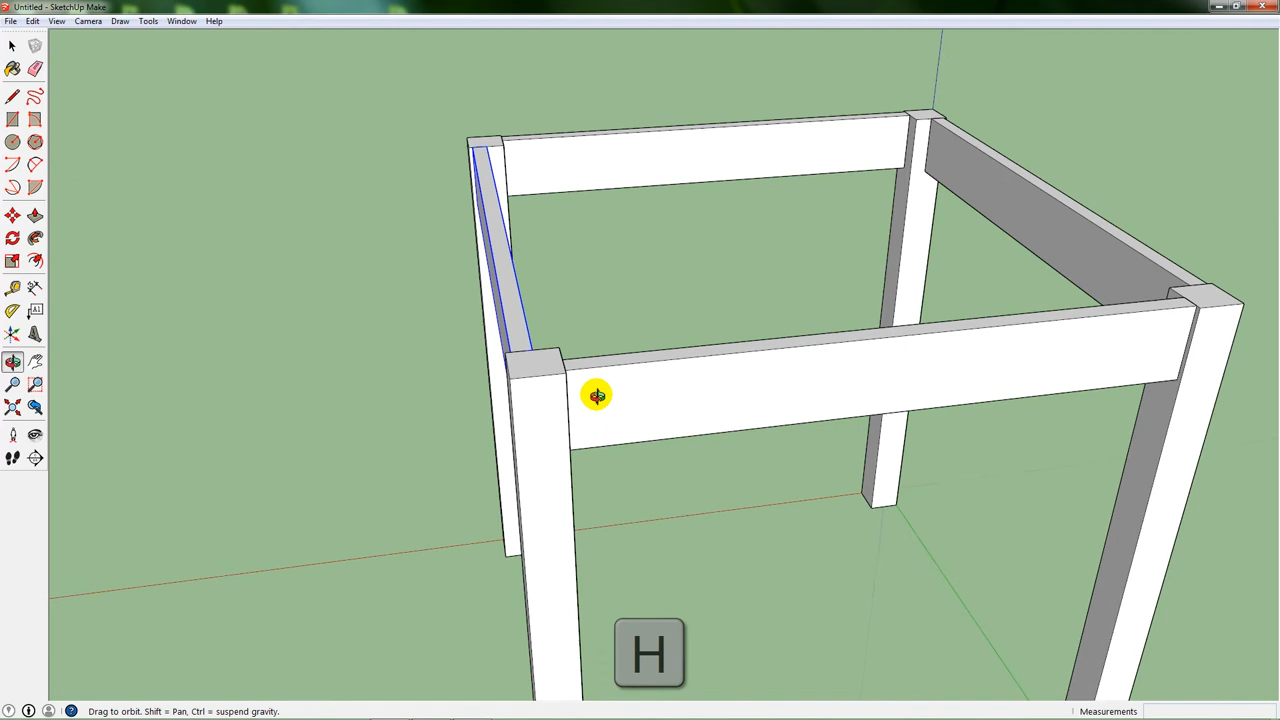 Untitled - SketchUp Make
File Edit View Camera Draw Tools Window Help
A1
H
Drag to orbit. Shift = Pan, Ctrl = suspend gravity.
Measurements